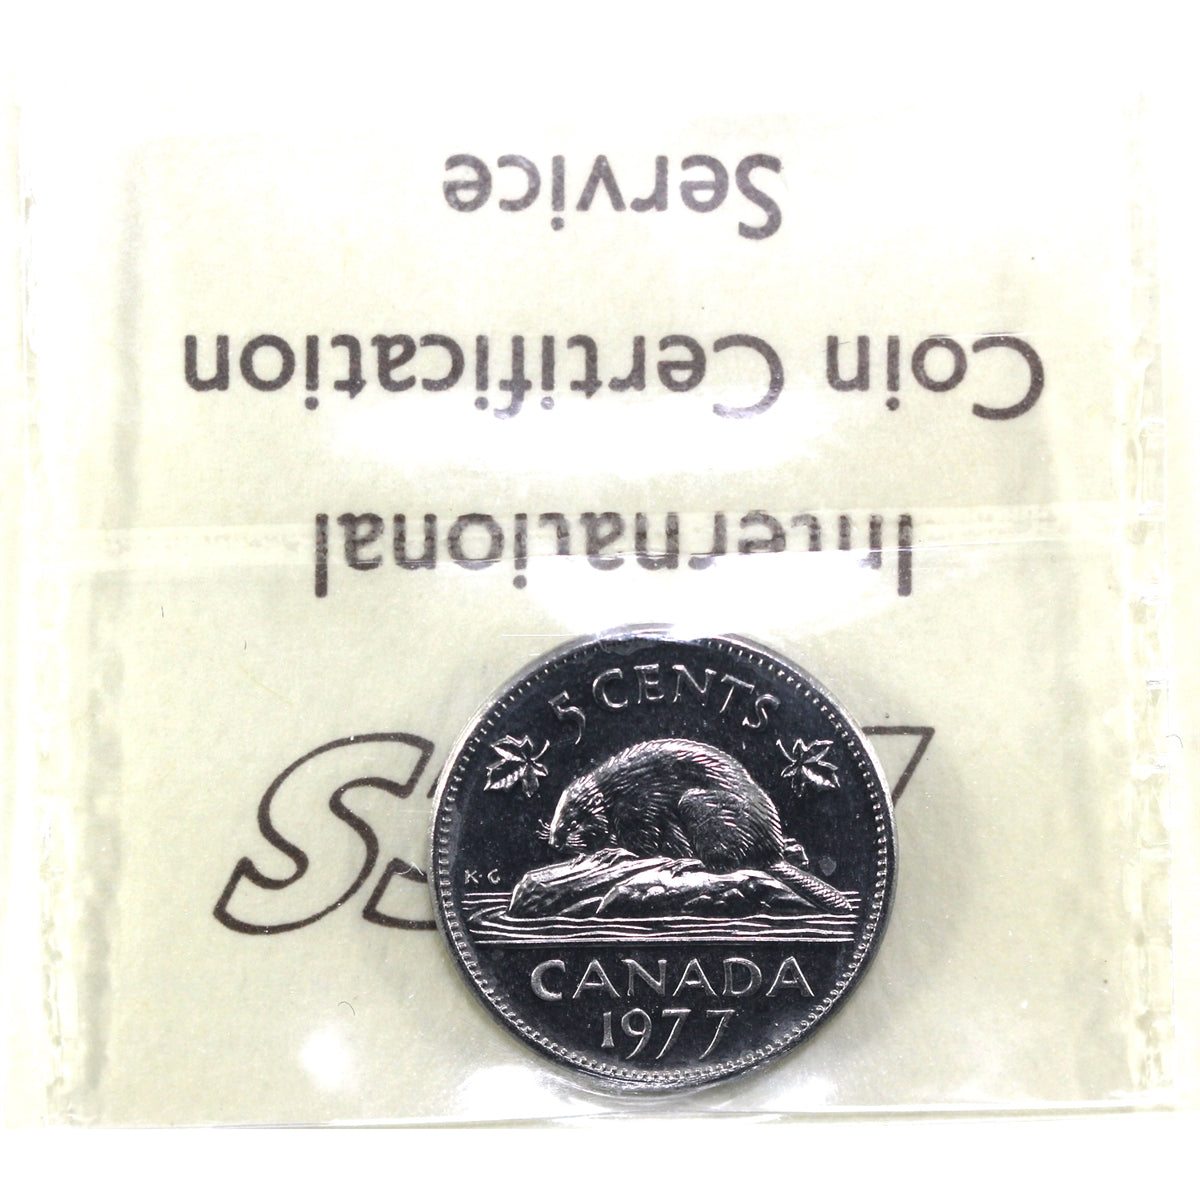 International
Coin Certification
Service
5 CENTS
K·G
CANADA
1977